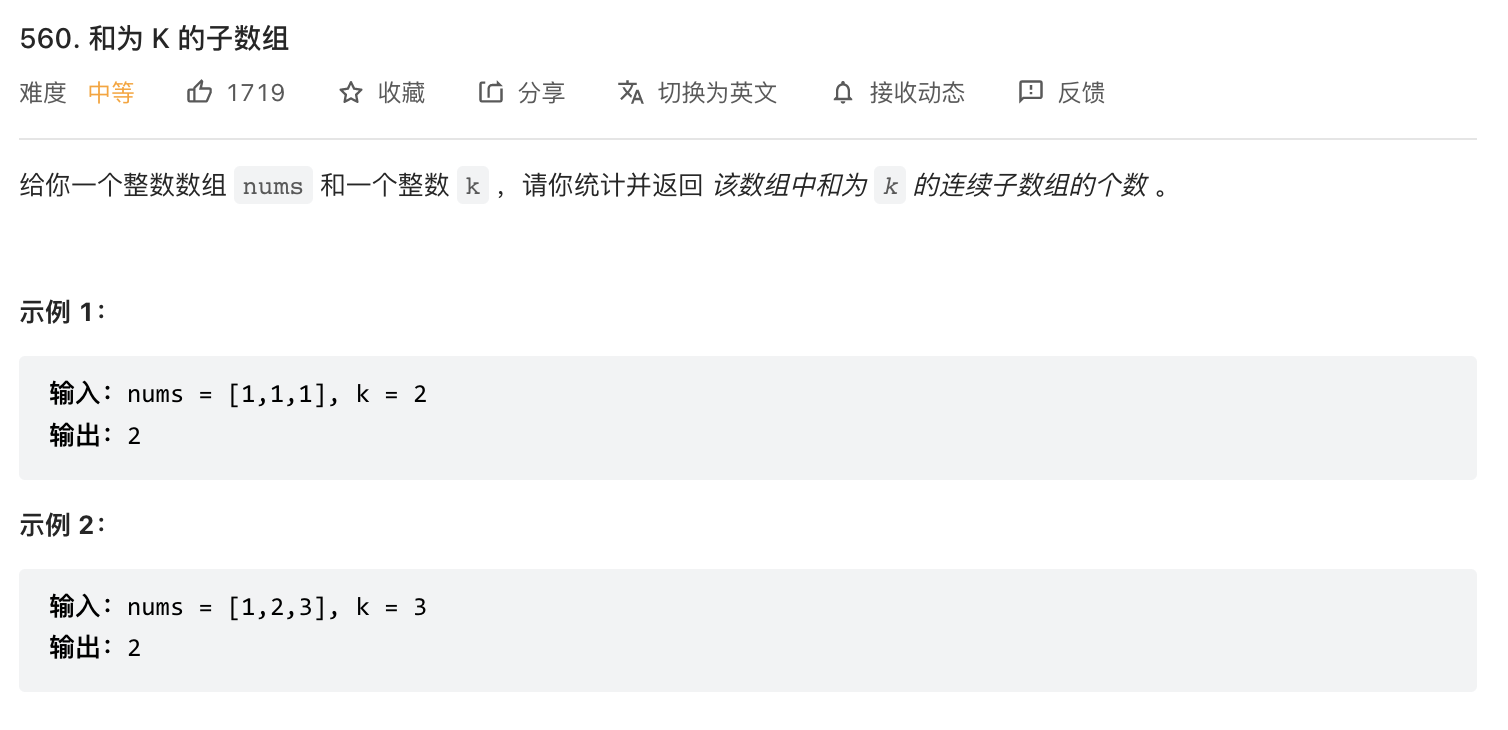 560. 和为 K 的子数组
难度 中等 1719 收藏 分享 切换为英文 接收动态 反馈
给你一个整数数组 nums 和一个整数 k ，请你统计并返回 该数组中和为 k 的连续子数组的个数 。
示例 1：
输入：nums = [1,1,1], k = 2
输出：2
示例 2：
输入：nums = [1,2,3], k = 3
输出：2